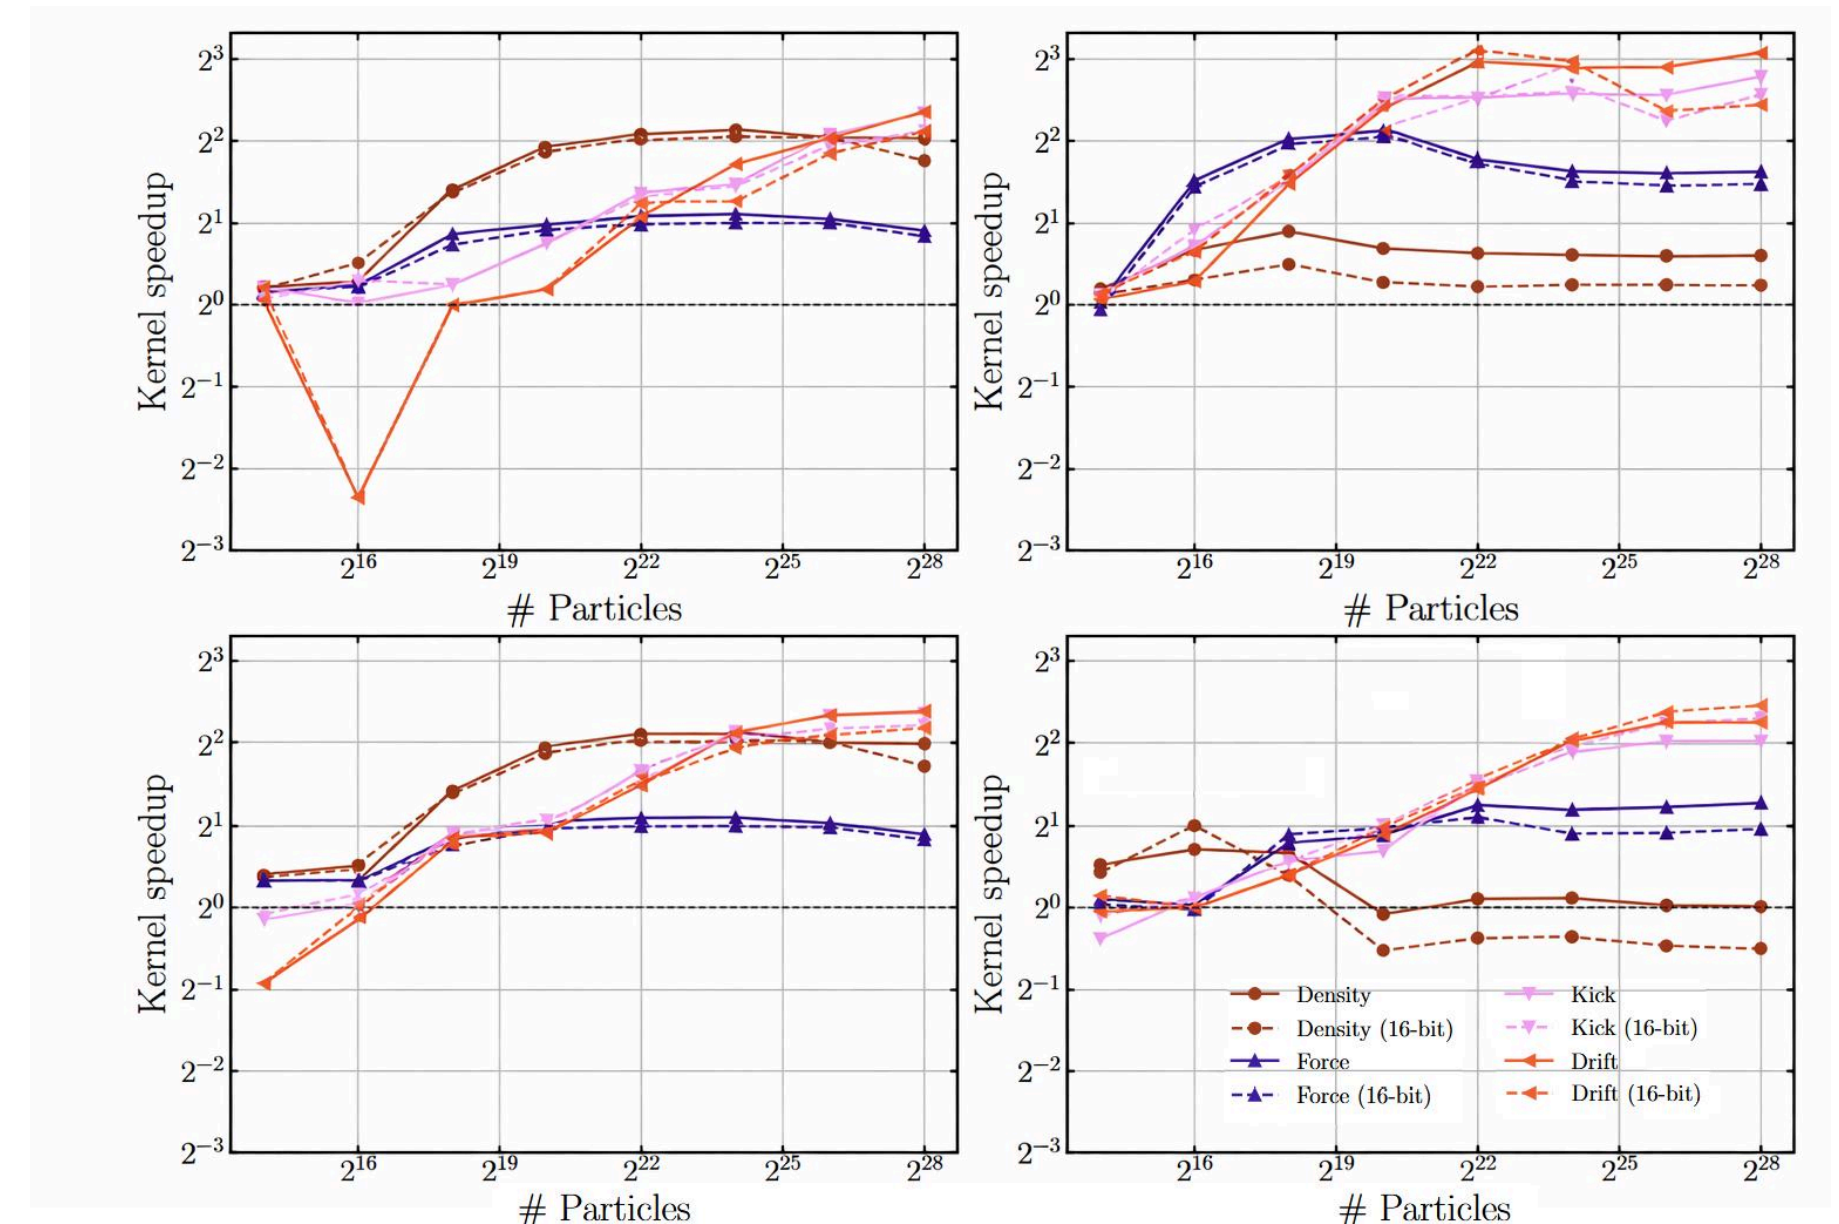 Kernel speedup
2^3
2^2
2^1
2^0
2^-1
2^-2
2^-3
2^16 2^19 2^22 2^25 2^28
# Particles
Kernel speedup
2^3
2^2
2^1
2^0
2^-1
2^-2
2^-3
2^16 2^19 2^22 2^25 2^28
# Particles
Kernel speedup
2^3
2^2
2^1
2^0
2^-1
2^-2
2^-3
2^16 2^19 2^22 2^25 2^28
# Particles
Kernel speedup
2^3
2^2
2^1
2^0
2^-1
2^-2
2^-3
Density
Density (16-bit)
Force
Force (16-bit)
Kick
Kick (16-bit)
Drift
Drift (16-bit)
2^16 2^19 2^22 2^25 2^28
# Particles